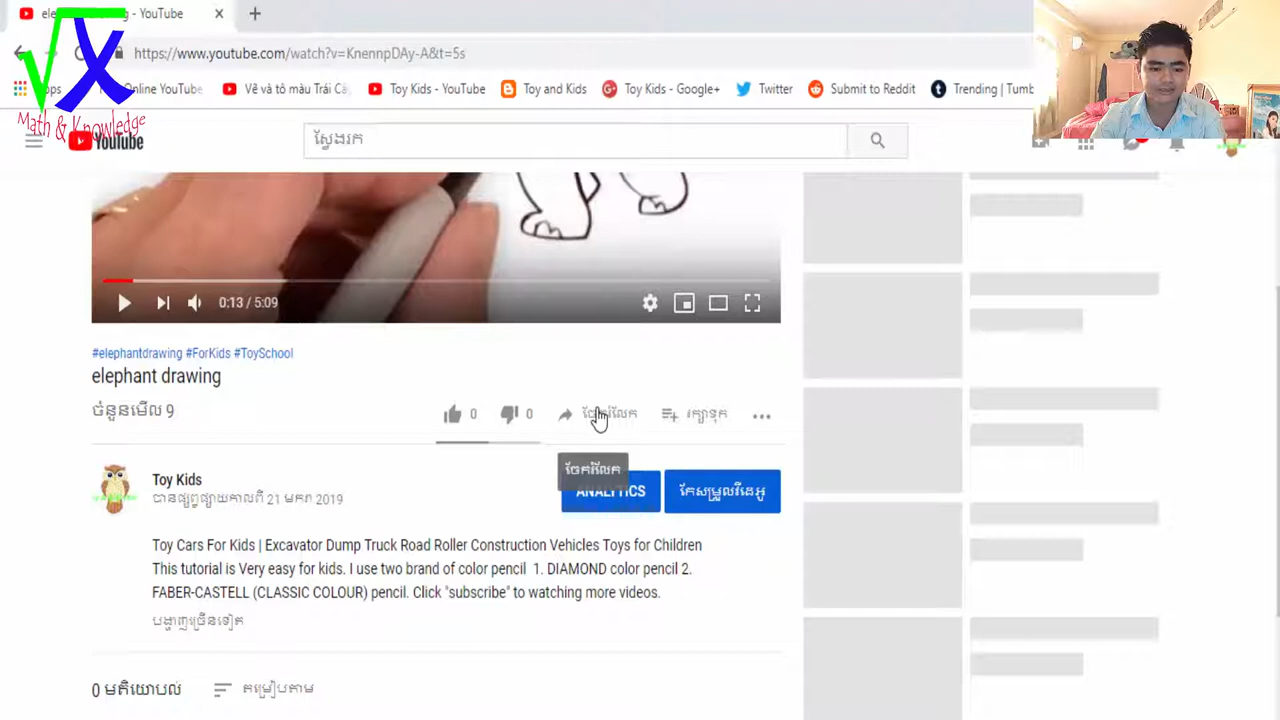 YouTube
https://www.youtube.com/watch?v=KnennpDAy-A&t=5s
Online YouTube
Vẽ và tô màu Trái Câ
Toy Kids - YouTube
Toy and Kids
Toy Kids - Google+
Twitter
Submit to Reddit
Trending | Tumb
√X
Math & Knowledge
YouTube
ស្វែងរក
0:13 / 5:09
#elephantdrawing #ForKids #ToySchool
elephant drawing
ចំនួនមើល 9
0
0
ចែករំលែក
រក្សាទុក
ចែករំលែក
Toy Kids
បានផ្សព្វផ្សាយកាលពី 21 មករា 2019
ANALYTICS
កែសម្រួលវីដេអូ
Toy Cars For Kids | Excavator Dump Truck Road Roller Construction Vehicles Toys for Children
This tutorial is Very easy for kids. I use two brand of color pencil 1. DIAMOND color pencil 2.
FABER-CASTELL (CLASSIC COLOUR) pencil. Click "subscribe" to watching more videos.
បង្ហាញច្រើនទៀត
0 មតិយោបល់
តម្រៀបតាម